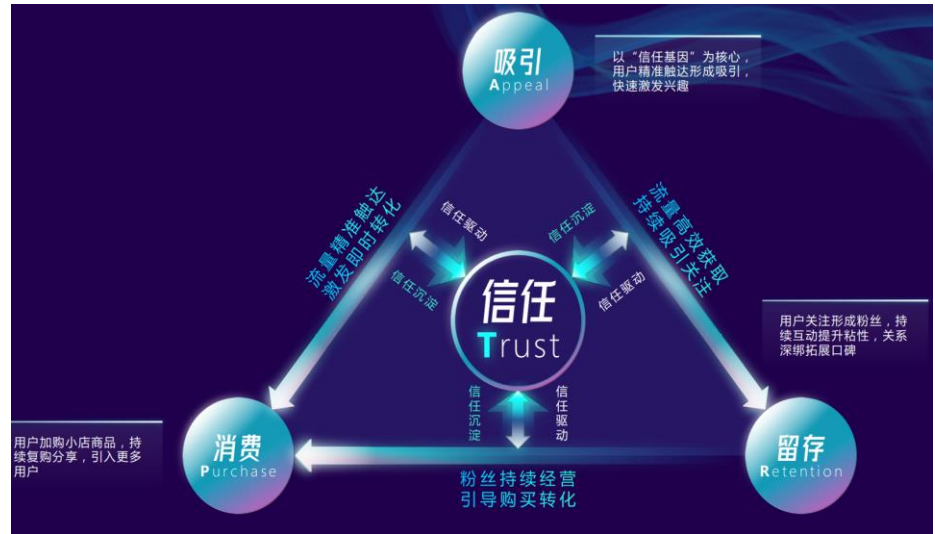 吸引
Appeal
以“信任基因”为核心，
用户精准触达形成吸引，
快速激发兴趣
流量精准触达
激发即时转化
信任驱动
信任沉淀
信任沉淀
信任驱动
流量高效获取
持续吸引关注
信任
Trust
用户关注形成粉丝，持
续互动提升粘性，关系
深绑拓展口碑
信任沉淀
信任驱动
用户加购小店商品，持
续复购分享，引入更多
用户
消费
Purchase
留存
Retention
粉丝持续经营
引导购买转化